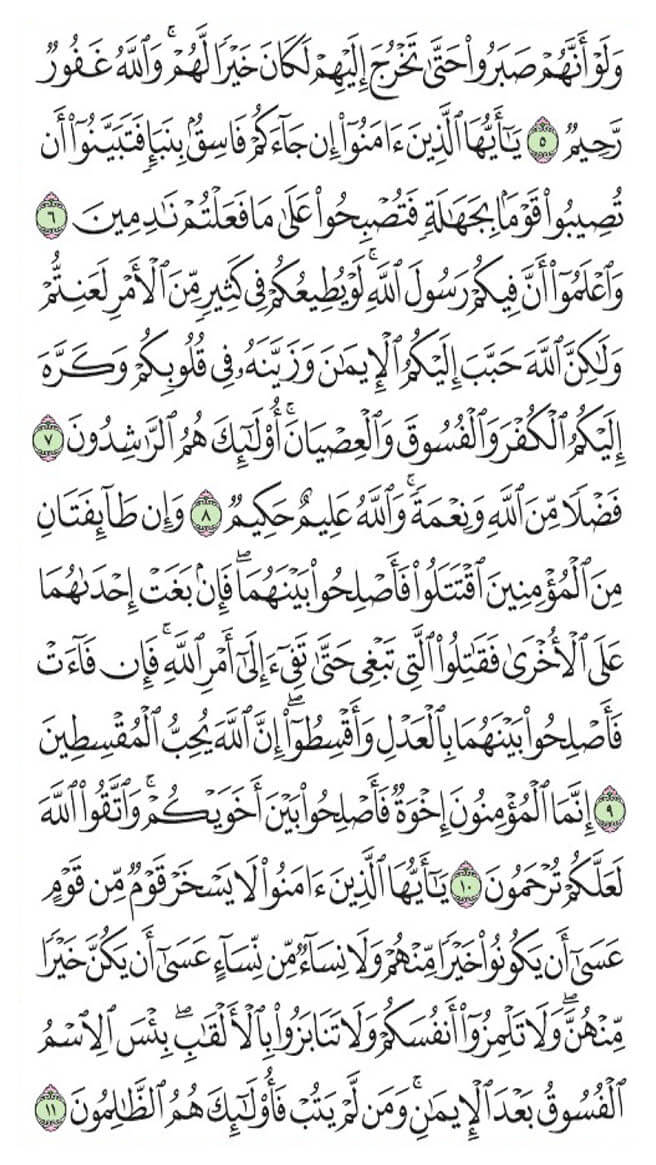 وَلَوۡ أَنَّهُمۡ صَبَرُواْ حَتَّىٰ تَخۡرُجَ إِلَيۡهِمۡ لَكَانَ خَيۡرٗا لَّهُمۡۚ وَٱللَّهُ غَفُورٞ
رَّحِيمٞ ٥ يَٰٓأَيُّهَا ٱلَّذِينَ ءَامَنُوٓاْ إِن جَآءَكُمۡ فَاسِقُۢ بِنَبَإٖ فَتَبَيَّنُوٓاْ أَن
تُصِيبُواْ قَوۡمَۢا بِجَهَٰلَةٖ فَتُصۡبِحُواْ عَلَىٰ مَا فَعَلۡتُمۡ نَٰدِمِينَ ٦
وَٱعۡلَمُوٓاْ أَنَّ فِيكُمۡ رَسُولَ ٱللَّهِۚ لَوۡ يُطِيعُكُمۡ فِي كَثِيرٖ مِّنَ ٱلۡأَمۡرِ لَعَنِتُّمۡ
وَلَٰكِنَّ ٱللَّهَ حَبَّبَ إِلَيۡكُمُ ٱلۡإِيمَٰنَ وَزَيَّنَهُۥ فِي قُلُوبِكُمۡ وَكَرَّهَ
إِلَيۡكُمُ ٱلۡكُفۡرَ وَٱلۡفُسُوقَ وَٱلۡعِصۡيَانَۚ أُوْلَٰٓئِكَ هُمُ ٱلرَّٰشِدُونَ ٧
فَضۡلٗا مِّنَ ٱللَّهِ وَنِعۡمَةٗۚ وَٱللَّهُ عَلِيمٌ حَكِيمٞ ٨ وَإِن طَآئِفَتَانِ
مِنَ ٱلۡمُؤۡمِنِينَ ٱقۡتَتَلُواْ فَأَصۡلِحُواْ بَيۡنَهُمَاۖ فَإِنۢ بَغَتۡ إِحۡدَىٰهُمَا
عَلَى ٱلۡأُخۡرَىٰ فَقَٰتِلُواْ ٱلَّتِي تَبۡغِي حَتَّىٰ تَفِيٓءَ إِلَىٰٓ أَمۡرِ ٱللَّهِۚ فَإِن فَآءَتۡ
فَأَصۡلِحُواْ بَيۡنَهُمَا بِٱلۡعَدۡلِ وَأَقۡسِطُوٓاْۖ إِنَّ ٱللَّهَ يُحِبُّ ٱلۡمُقۡسِطِينَ
٩ إِنَّمَا ٱلۡمُؤۡمِنُونَ إِخۡوَةٞ فَأَصۡلِحُواْ بَيۡنَ أَخَوَيۡكُمۡۚ وَٱتَّقُواْ ٱللَّهَ
لَعَلَّكُمۡ تُرۡحَمُونَ ١٠ يَٰٓأَيُّهَا ٱلَّذِينَ ءَامَنُواْ لَا يَسۡخَرۡ قَوۡمٞ مِّن قَوۡمٍ
عَسَىٰٓ أَن يَكُونُواْ خَيۡرٗا مِّنۡهُمۡ وَلَا نِسَآءٞ مِّن نِّسَآءٍ عَسَىٰٓ أَن يَكُنَّ خَيۡرٗا
مِّنۡهُنَّۖ وَلَا تَلۡمِزُوٓاْ أَنفُسَكُمۡ وَلَا تَنَابَزُواْ بِٱلۡأَلۡقَٰبِۖ بِئۡسَ ٱلِٱسۡمُ
ٱلۡفُسُوقُ بَعۡدَ ٱلۡإِيمَٰنِۚ وَمَن لَّمۡ يَتُبۡ فَأُوْلَٰٓئِكَ هُمُ ٱلظَّٰلِمُونَ ١١